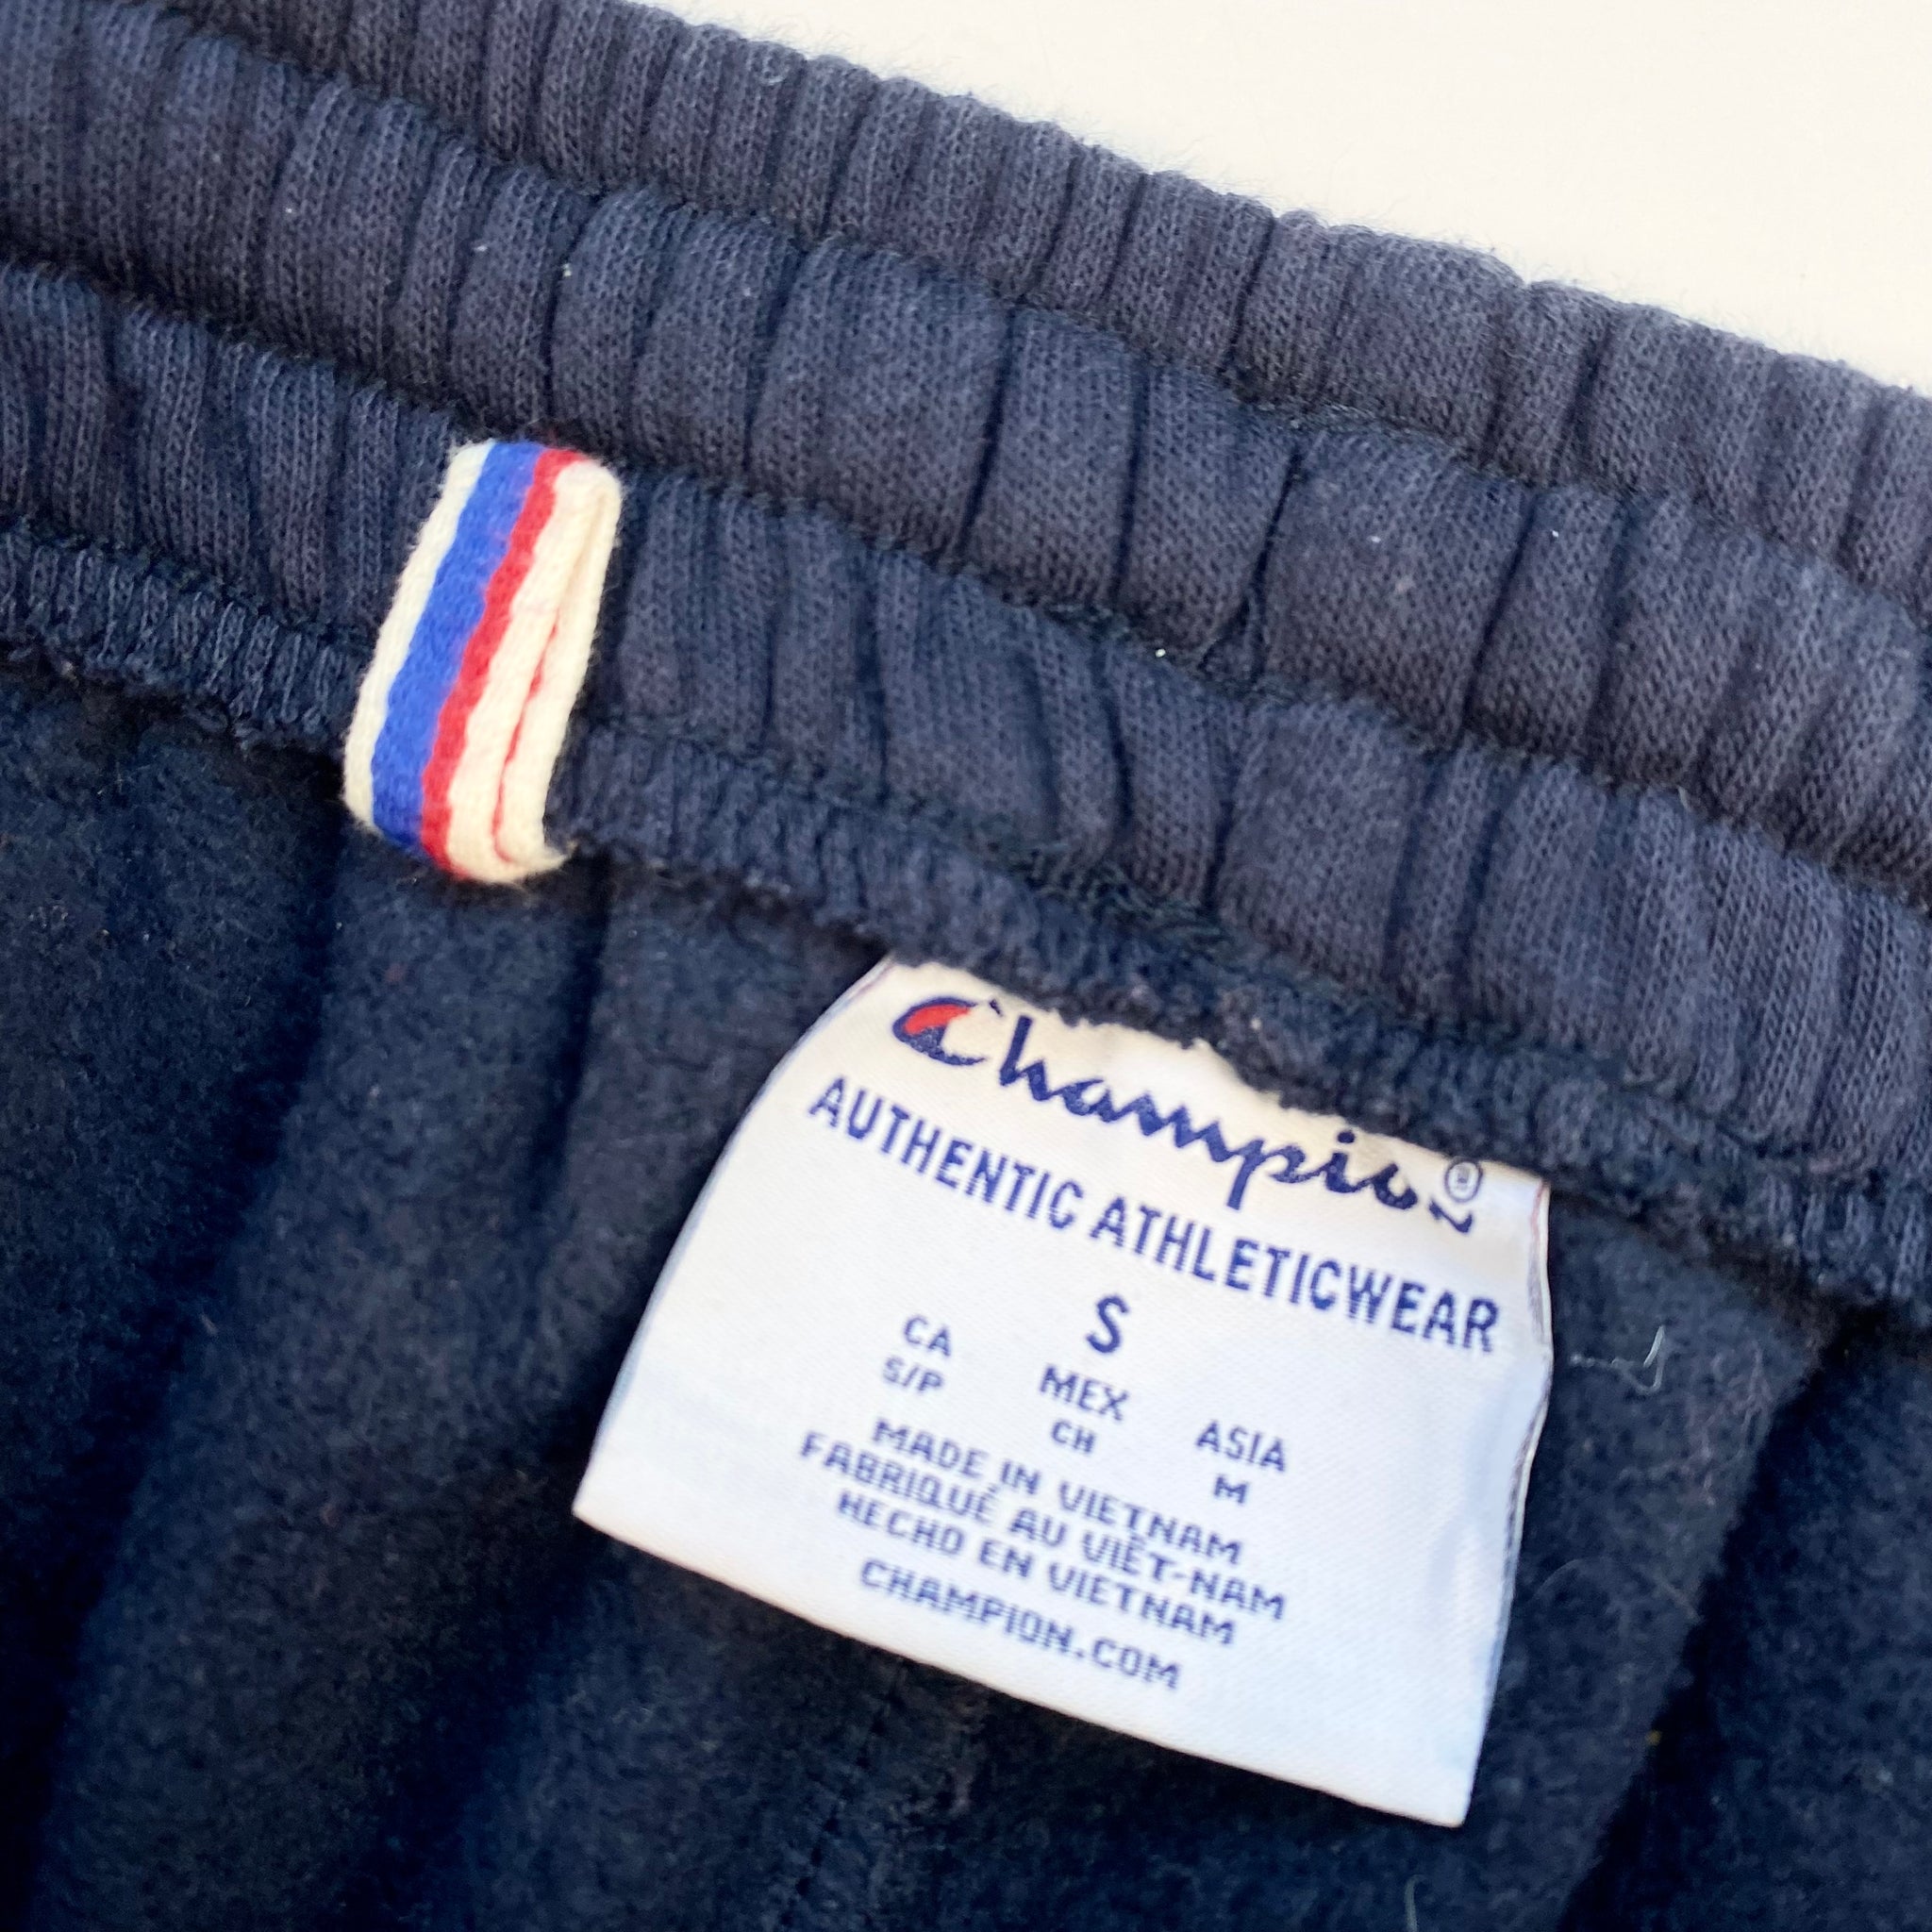 Champion®
AUTHENTIC ATHLETICWEAR
S
CA MEX ASIA
S/P CH M
MADE IN VIETNAM
FABRIQUÉ AU VIÊT-NAM
HECHO EN VIETNAM
CHAMPION.COM